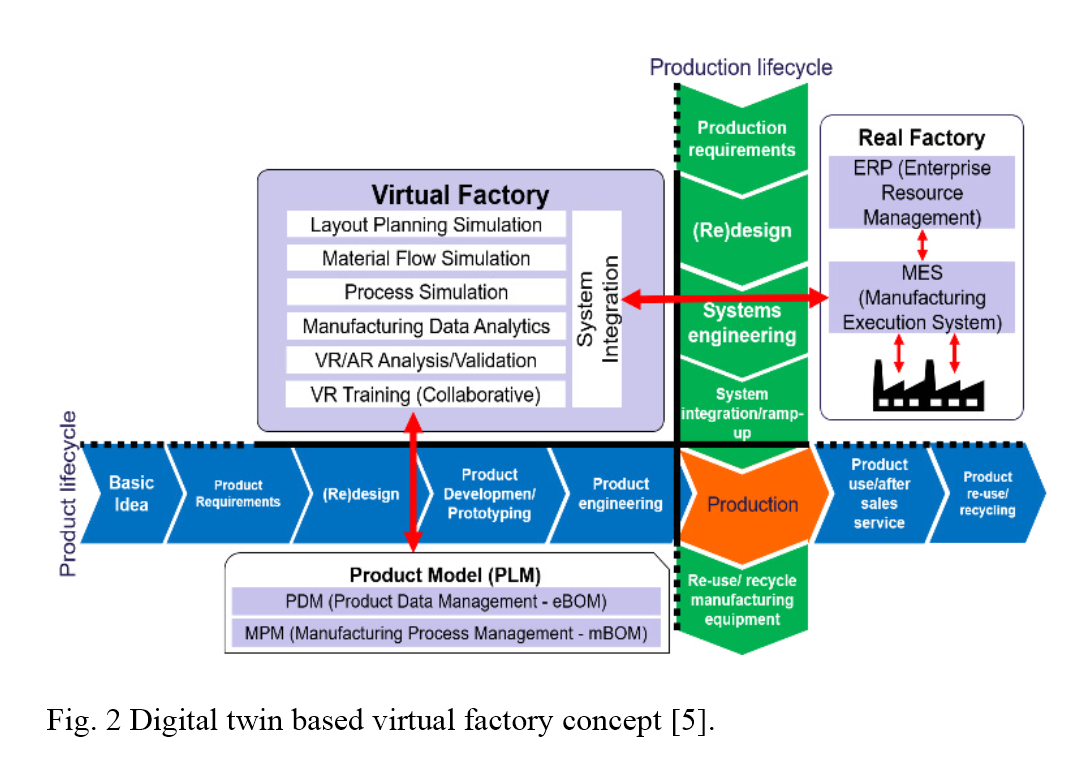 Production lifecycle
Production
requirements
(Re)design
Systems
engineering
System
integration/ramp-
up
Real Factory
ERP (Enterprise
Resource
Management)
MES
(Manufacturing
Execution System)
Virtual Factory
Layout Planning Simulation
Material Flow Simulation
Process Simulation
Manufacturing Data Analytics
VR/AR Analysis/Validation
VR Training (Collaborative)
System
Integration
Product lifecycle
Basic
Idea
Product
Requirements
(Re)design
Product
Developmen/
Prototyping
Product
engineering
Production
Product
use/after
sales
service
Product
re-use/
recycling
Re-use/ recycle
manufacturing
equipment
Product Model (PLM)
PDM (Product Data Management - eBOM)
MPM (Manufacturing Process Management - mBOM)
Fig. 2 Digital twin based virtual factory concept [5].